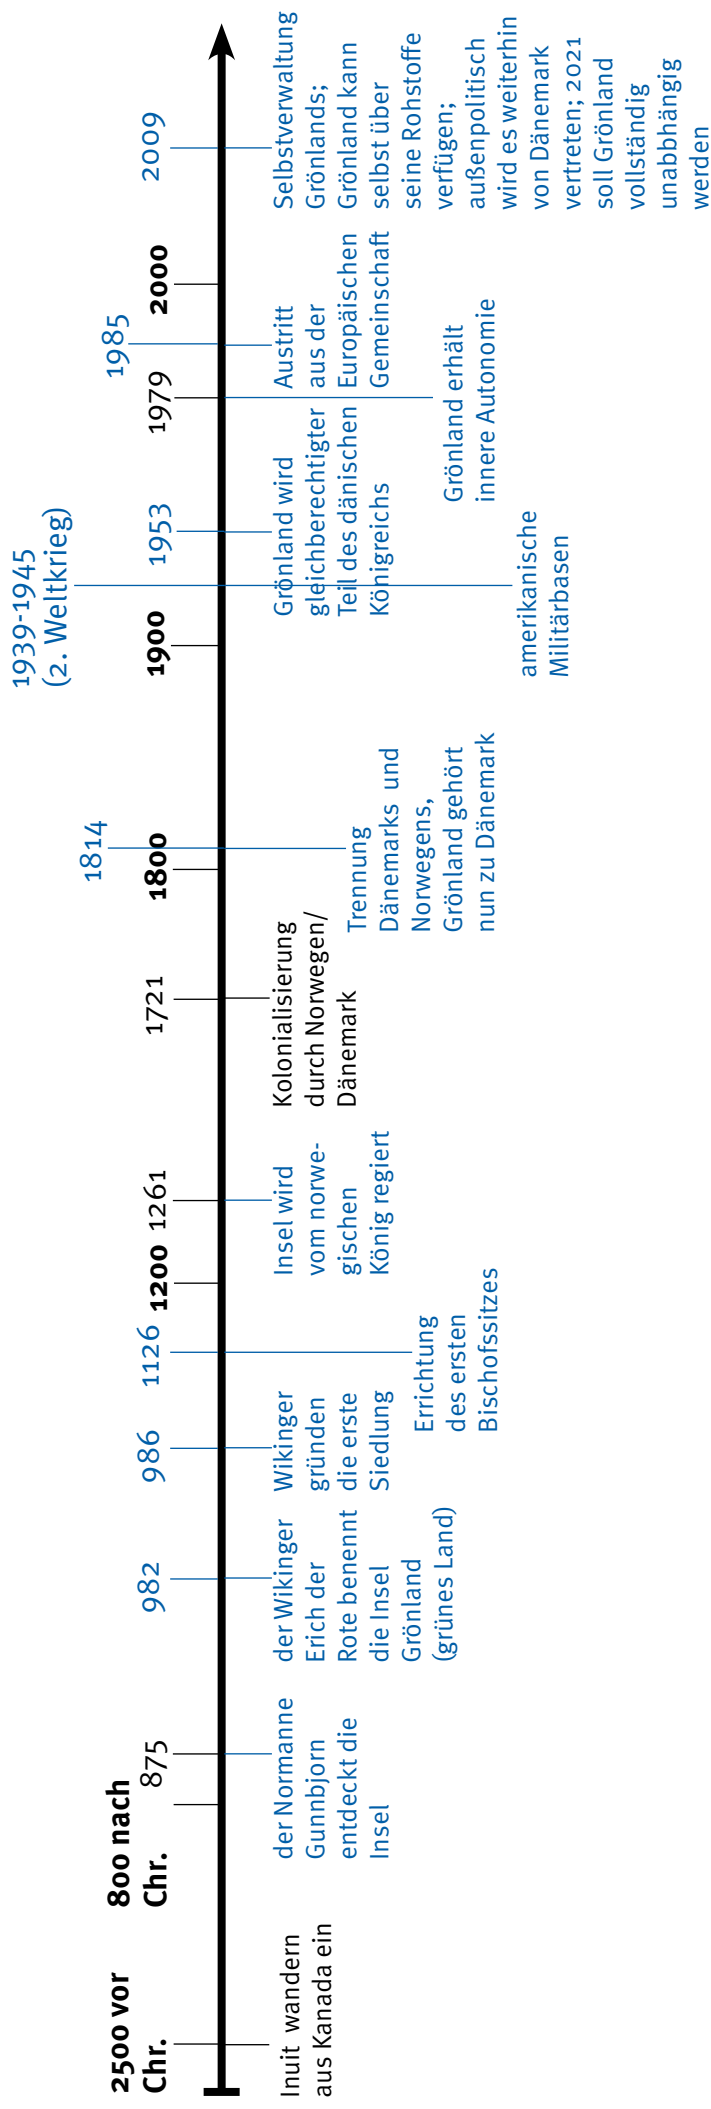 2500 vor
Chr.
Inuit wandern
aus Kanada ein
800 nach
Chr.
875
der Normanne
Gunnbjorn
entdeckt die
Insel
982
der Wikinger
Erich der
Rote benennt
die Insel
Grönland
(grünes Land)
986
Wikinger
gründen
die erste
Siedlung
1126
Errichtung
des ersten
Bischofssitzes
1200
1261
Insel wird
vom norwe-
gischen
König regiert
1721
Kolonialisierung
durch Norwegen/
Dänemark
1800
1814
Trennung
Dänemarks und
Norwegens,
Grönland gehört
nun zu Dänemark
1900
1939-1945
(2. Weltkrieg)
amerikanische
Militärbasen
1953
Grönland wird
gleichberechtigter
Teil des dänischen
Königreichs
1979
Grönland erhält
innere Autonomie
1985
Austritt
aus der
Europäischen
Gemeinschaft
2000
2009
Selbstverwaltung
Grönlands;
Grönland kann
selbst über
seine Rohstoffe
verfügen;
außenpolitisch
wird es weiterhin
von Dänemark
vertreten; 2021
soll Grönland
vollständig
unabbhängig
werden